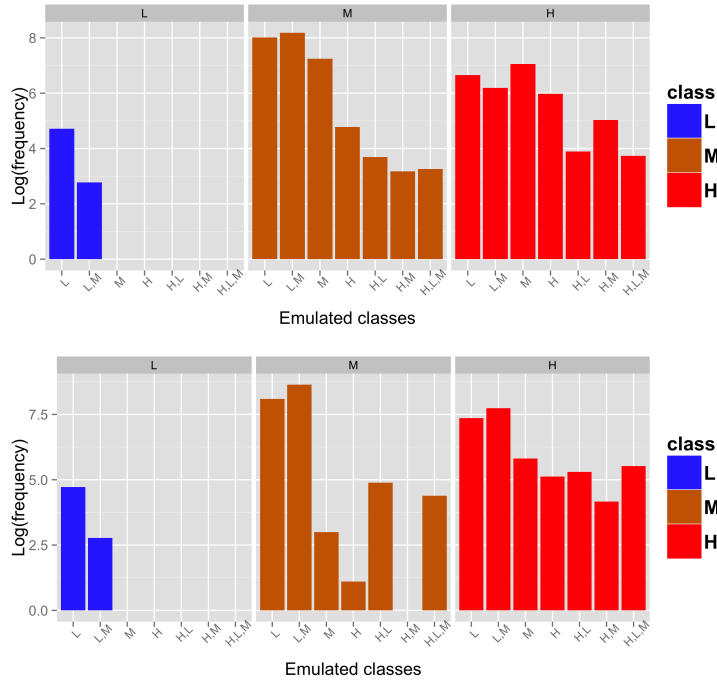 L M H
Log(frequency)
8
6
4
2
0
L L,M M H H,L H,M H,L,M L L,M M H H,L H,M H,L,M L L,M M H H,L H,M H,L,M
Emulated classes
class
L
M
H
L M H
Log(frequency)
7.5
5.0
2.5
0.0
L L,M M H H,L H,M H,L,M L L,M M H H,L H,M H,L,M L L,M M H H,L H,M H,L,M
Emulated classes
class
L
M
H